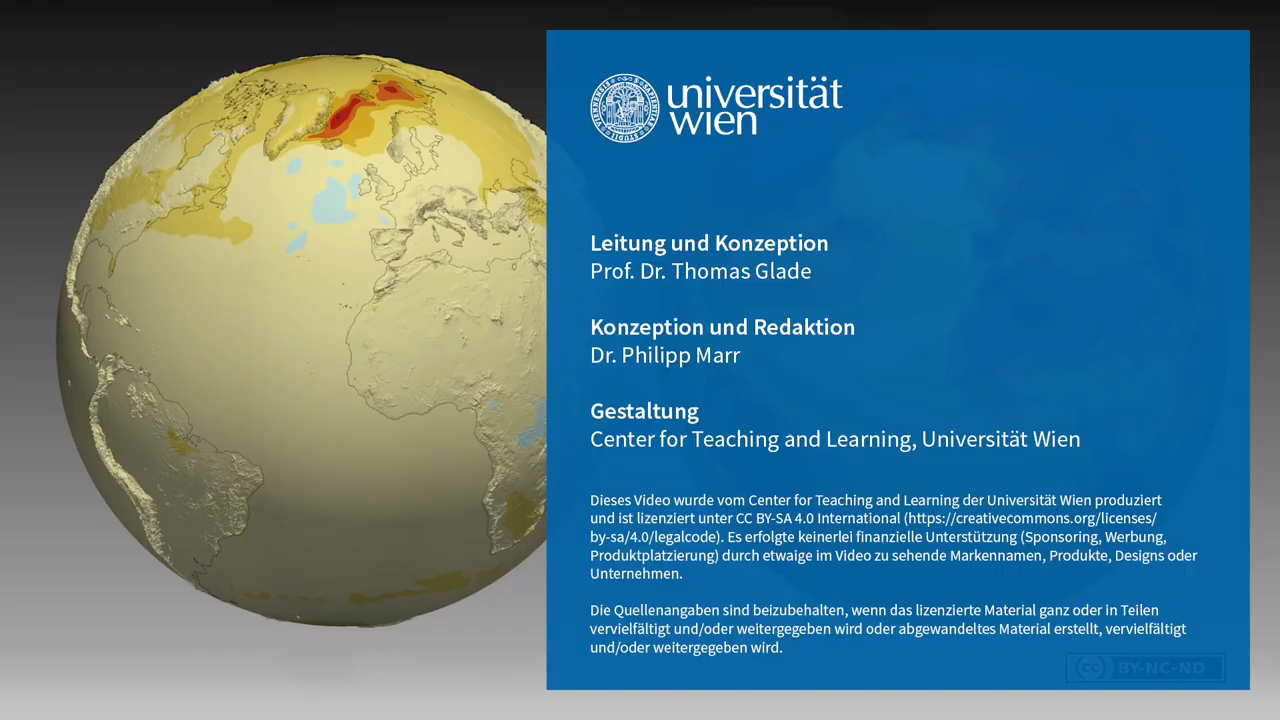 universität
wien
Leitung und Konzeption
Prof. Dr. Thomas Glade
Konzeption und Redaktion
Dr. Philipp Marr
Gestaltung
Center for Teaching and Learning, Universität Wien
Dieses Video wurde vom Center for Teaching and Learning der Universität Wien produziert
und ist lizenziert unter CC BY-SA 4.0 International (https://creativecommons.org/licenses/
by-sa/4.0/legalcode). Es erfolgte keinerlei finanzielle Unterstützung (Sponsoring, Werbung,
Produktplatzierung) durch etwaige im Video zu sehende Markennamen, Produkte, Designs oder
Unternehmen.
Die Quellenangaben sind beizubehalten, wenn das lizenzierte Material ganz oder in Teilen
vervielfältigt und/oder weitergegeben wird oder abgewandeltes Material erstellt, vervielfältigt
und/oder weitergegeben wird.
cc BY-NC-ND